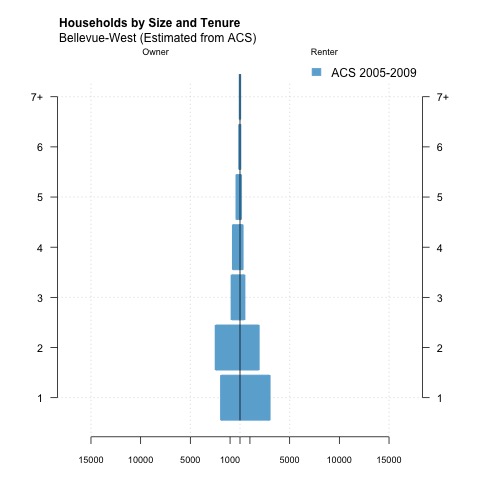 Households by Size and Tenure
Bellevue-West (Estimated from ACS)
Owner Renter
ACS 2005-2009
7+ 7+
6 6
5 5
4 4
3 3
2 2
1 1
15000 10000 5000 1000 5000 10000 15000